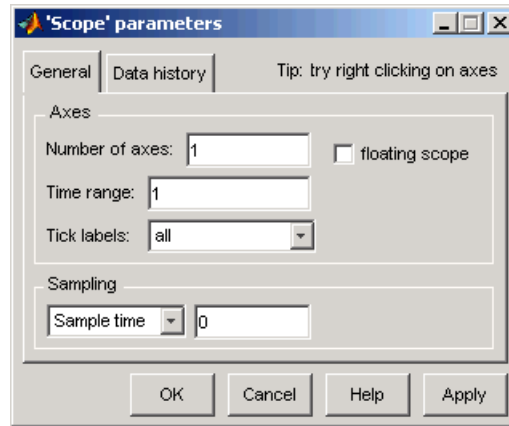 'Scope' parameters
General Data history Tip: try right clicking on axes
Axes
Number of axes: 1 floating scope
Time range: 1
Tick labels: all
Sampling
Sample time 0
OK Cancel Help Apply